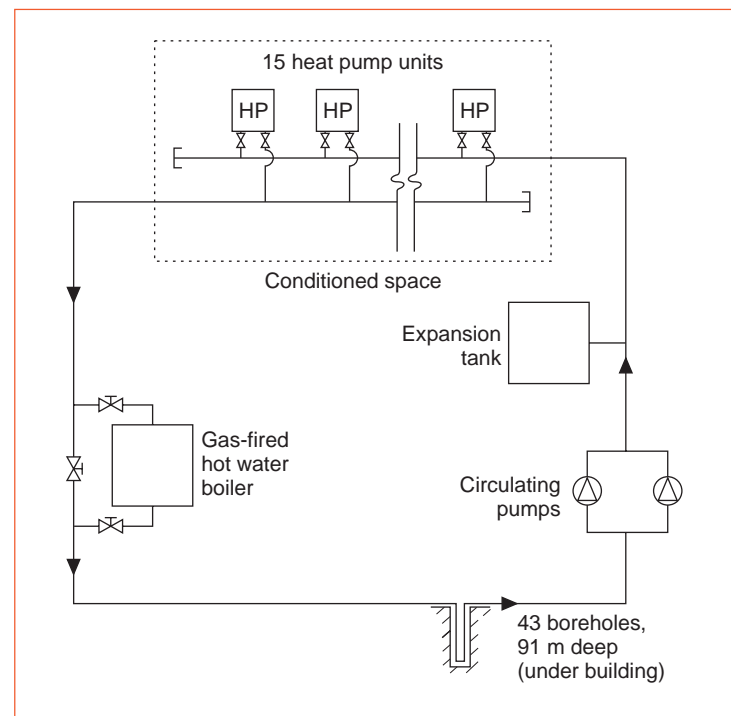 15 heat pump units
HP
HP
HP
Conditioned space
Expansion
tank
Gas-fired
hot water
boiler
Circulating
pumps
43 boreholes,
91 m deep
(under building)